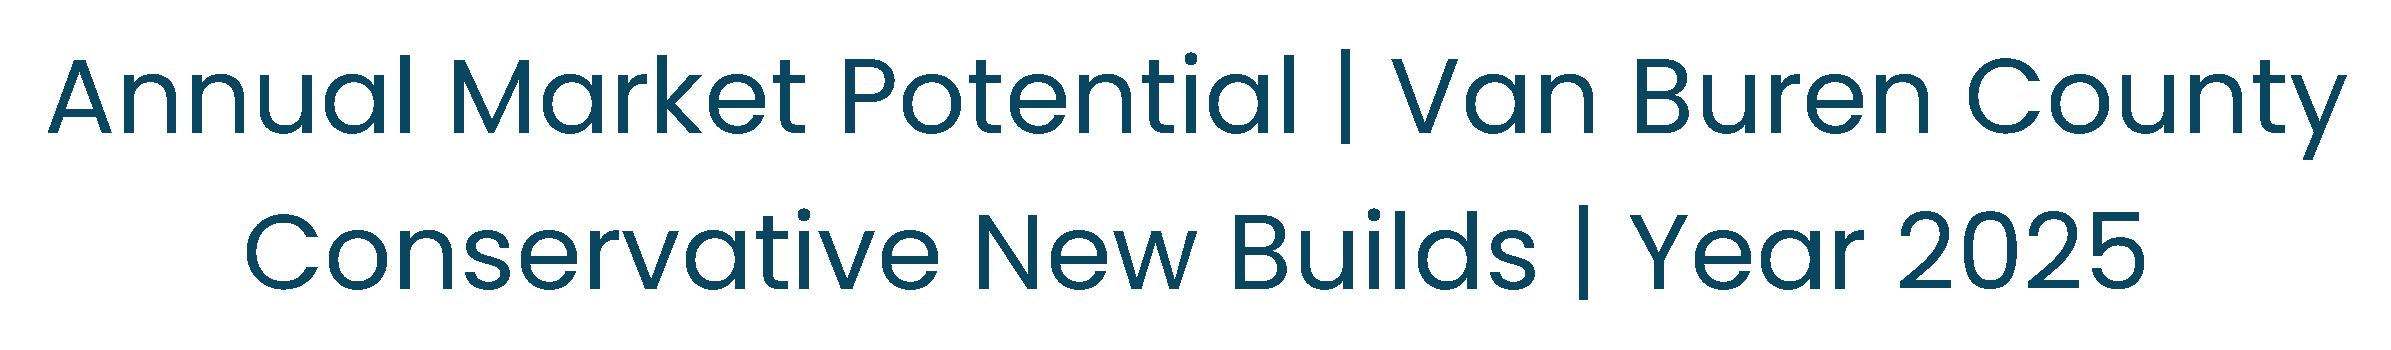 Annual Market Potential | Van Buren County
Conservative New Builds | Year 2025